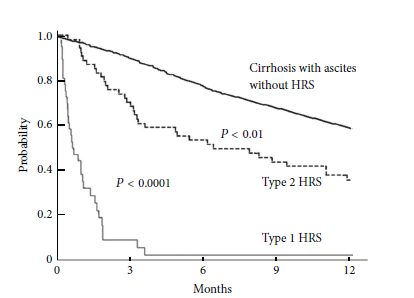 1.0
Cirrhosis with ascites
without HRS
0.8
Probability
0.6
P < 0.01
0.4
P < 0.0001
Type 2 HRS
0.2
Type 1 HRS
0
0 3 6 9 12
Months